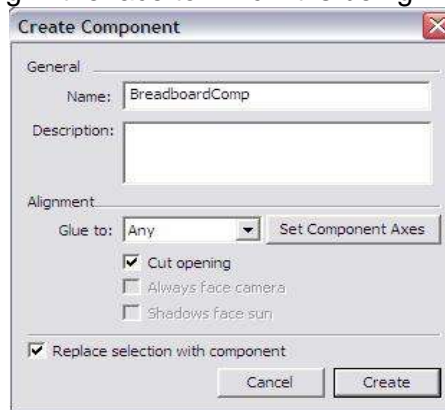 Create Component
General
Name: BreadboardComp
Description:
Alignment
Glue to: Any Set Component Axes
Cut opening
Always face camera
Shadows face sun
Replace selection with component
Cancel Create